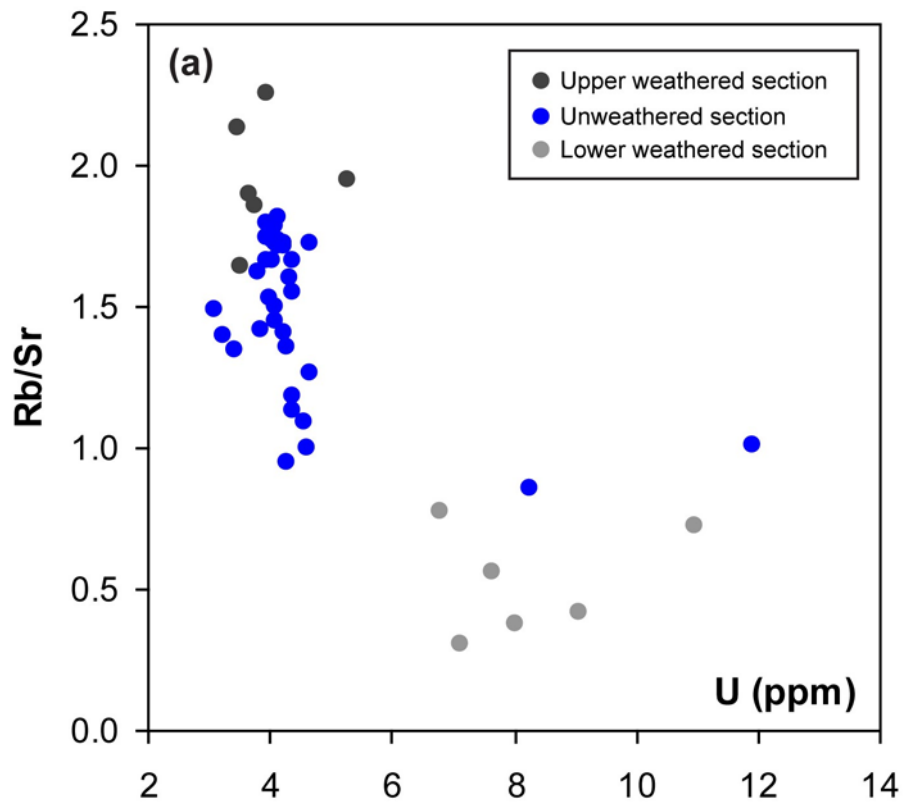 2.5
(a)
Upper weathered section
Unweathered section
Lower weathered section
2.0
1.5
Rb/Sr
1.0
0.5
U (ppm)
0.0
2 4 6 8 10 12 14